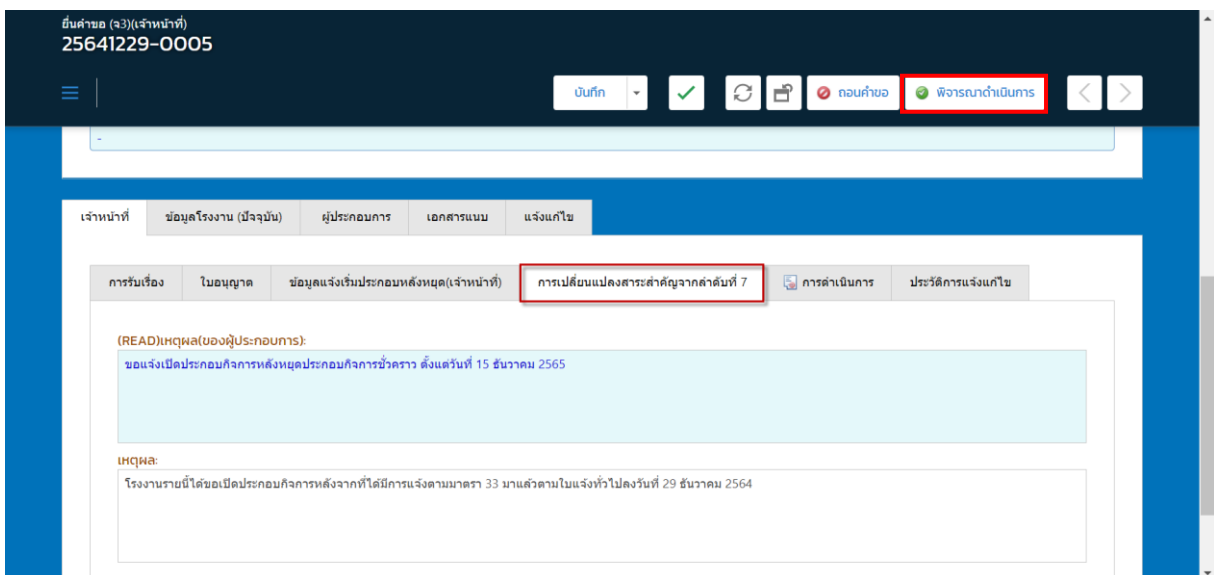 ยื่นคำขอ (จ3)(เจ้าหน้าที่)
25641229-0005
บันทึก ถอนคำขอ พิจารณาดำเนินการ
-
เจ้าหน้าที่ ข้อมูลโรงงาน (ปัจจุบัน) ผู้ประกอบการ เอกสารแนบ แจ้งแก้ไข
การรับเรื่อง ใบอนุญาต ข้อมูลแจ้งเริ่มประกอบหลังหยุด(เจ้าหน้าที่) การเปลี่ยนแปลงสาระสำคัญจากลำดับที่ 7 การดำเนินการ ประวัติการแจ้งแก้ไข
(READ)เหตุผล(ของผู้ประกอบการ):
ขอแจ้งเปิดประกอบกิจการหลังหยุดประกอบกิจการชั่วคราว ตั้งแต่วันที่ 15 ธันวาคม 2565
เหตุผล:
โรงงานรายนี้ได้ขอเปิดประกอบกิจการหลังจากที่ได้มีการแจ้งตามมาตรา 33 มาแล้วตามใบแจ้งทั่วไปลงวันที่ 29 ธันวาคม 2564